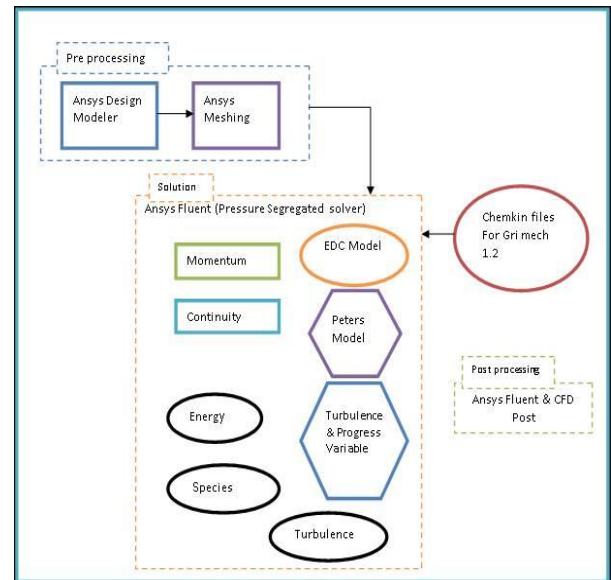 Pre processing
Ansys Design
Modeler
Ansys
Meshing
Solution
Ansys Fluent (Pressure Segregated solver)
Momentum
EDC Model
Continuity
Peters
Model
Energy
Turbulence
& Progress
Variable
Species
Turbulence
Chemkin files
For Gri mech
1.2
Post processing
Ansys Fluent & CFD
Post